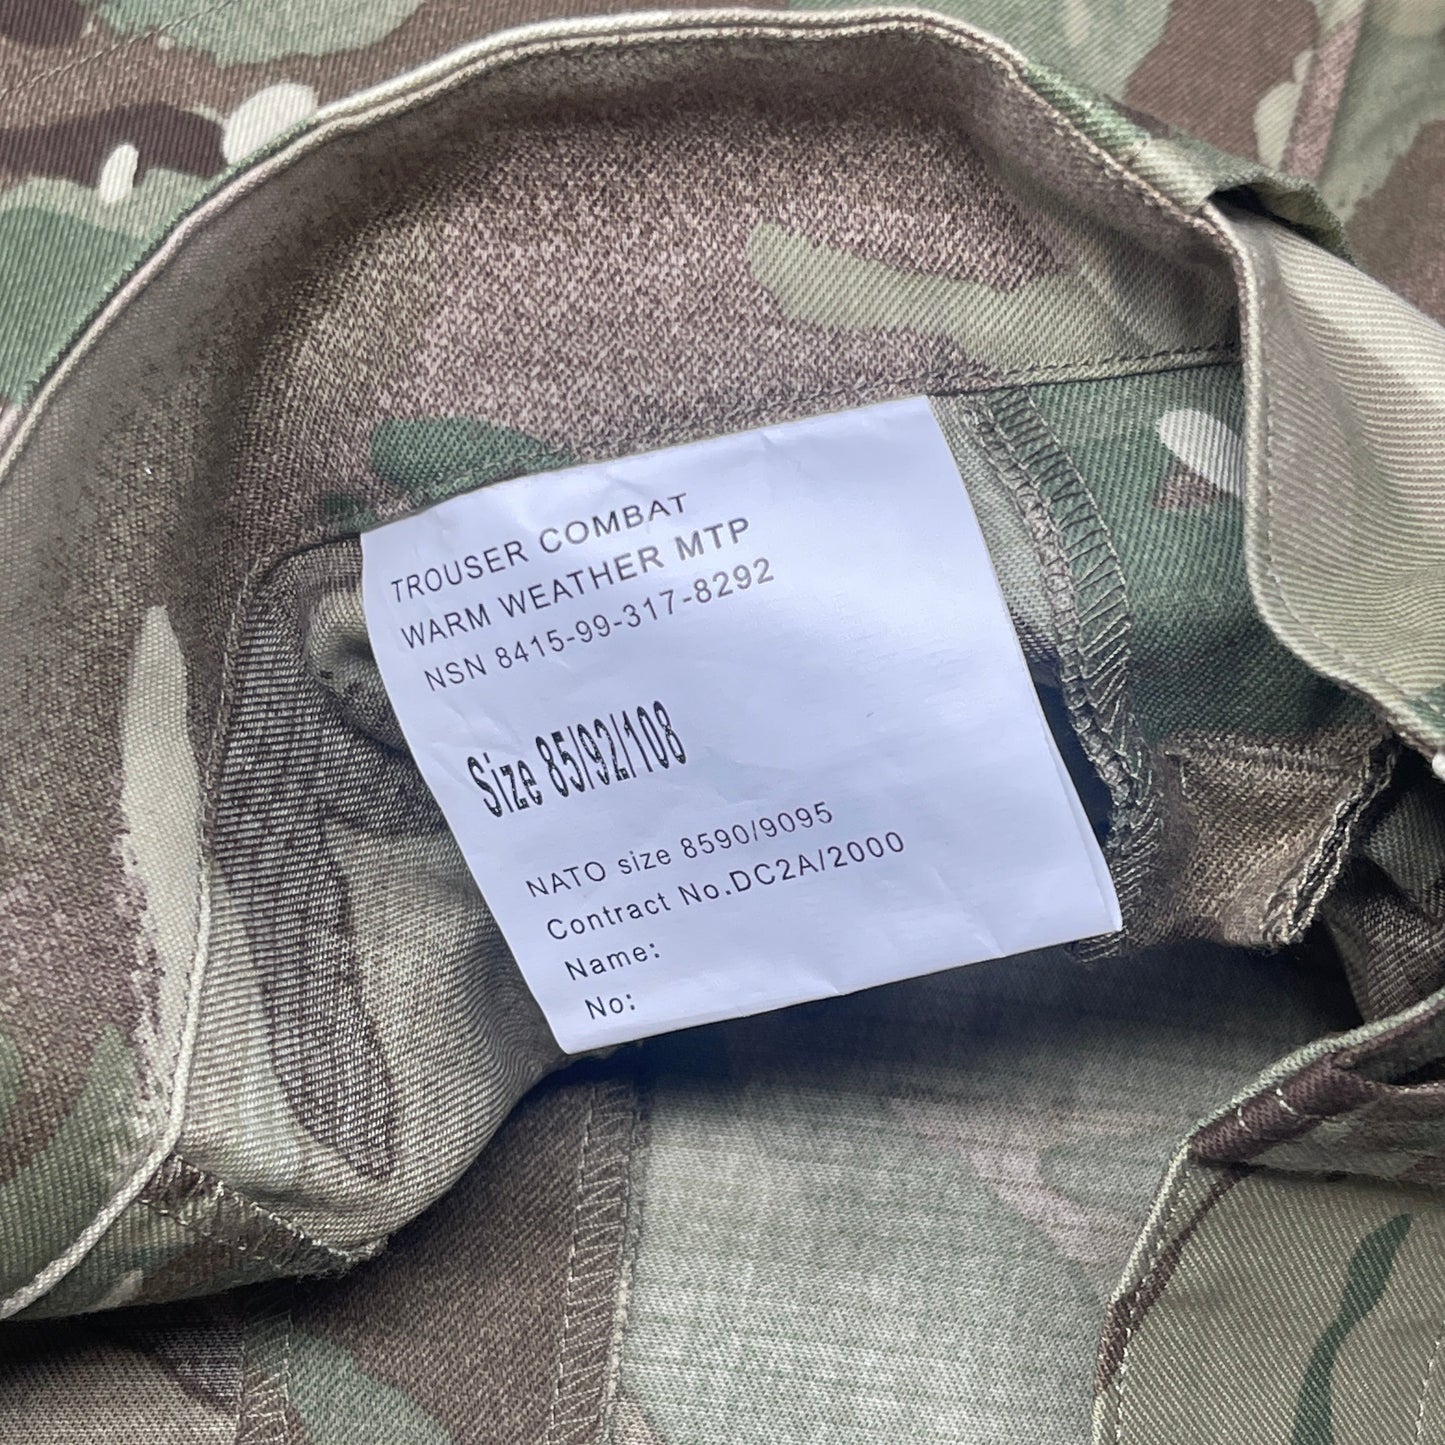 TROUSER COMBAT
WARM WEATHER MTP
NSN 8415-99-317-8292
Size 85/92/108
NATO size 8590/9095
Contract No.DC2A/2000
Name:
No: